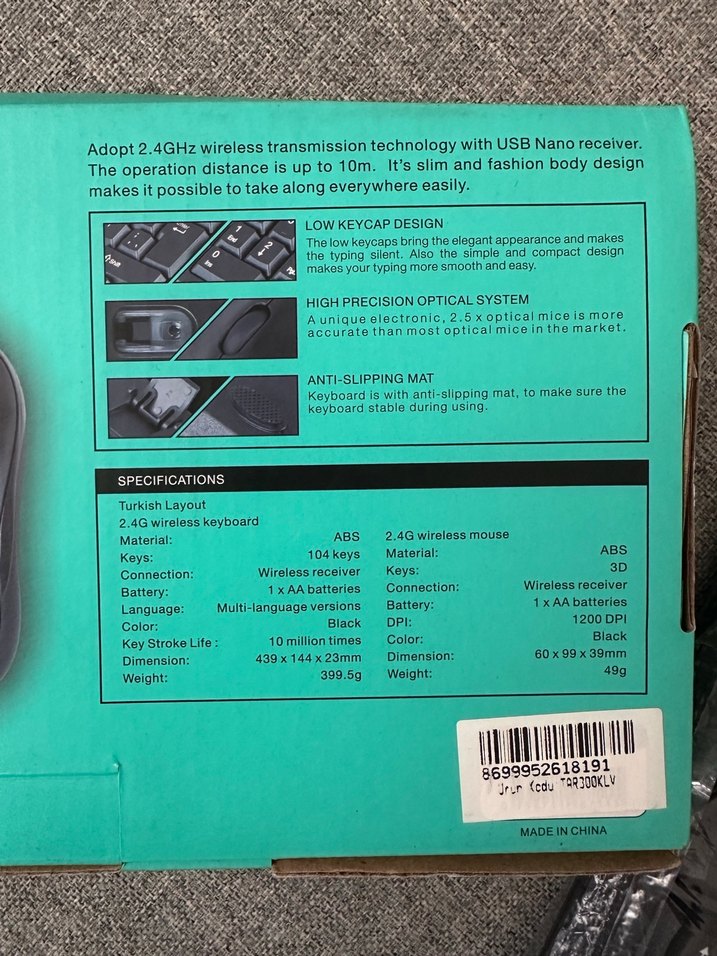 Adopt 2.4GHz wireless transmission technology with USB Nano receiver.
The operation distance is up to 10m. It's slim and fashion body design
makes it possible to take along everywhere easily.
LOW KEYCAP DESIGN
The low keycaps bring the elegant appearance and makes
the typing silent. Also the simple and compact design
makes your typing more smooth and easy.
HIGH PRECISION OPTICAL SYSTEM
A unique electronic, 2.5 x optical mice is more
accurate than most optical mice in the market.
ANTI-SLIPPING MAT
Keyboard is with anti-slipping mat, to make sure the
keyboard stable during using.
SPECIFICATIONS
Turkish Layout
2.4G wireless keyboard
Material: ABS
Keys: 104 keys
Connection: Wireless receiver
Battery: 1 x AA batteries
Language: Multi-language versions
Color: Black
Key Stroke Life : 10 million times
Dimension: 439 x 144 x 23mm
Weight: 399.5g
2.4G wireless mouse
Material: ABS
Keys: 3D
Connection: Wireless receiver
Battery: 1 x AA batteries
DPI: 1200 DPI
Color: Black
Dimension: 60 x 99 x 39mm
Weight: 49g
8699952618191
TAR300KLV
MADE IN CHINA